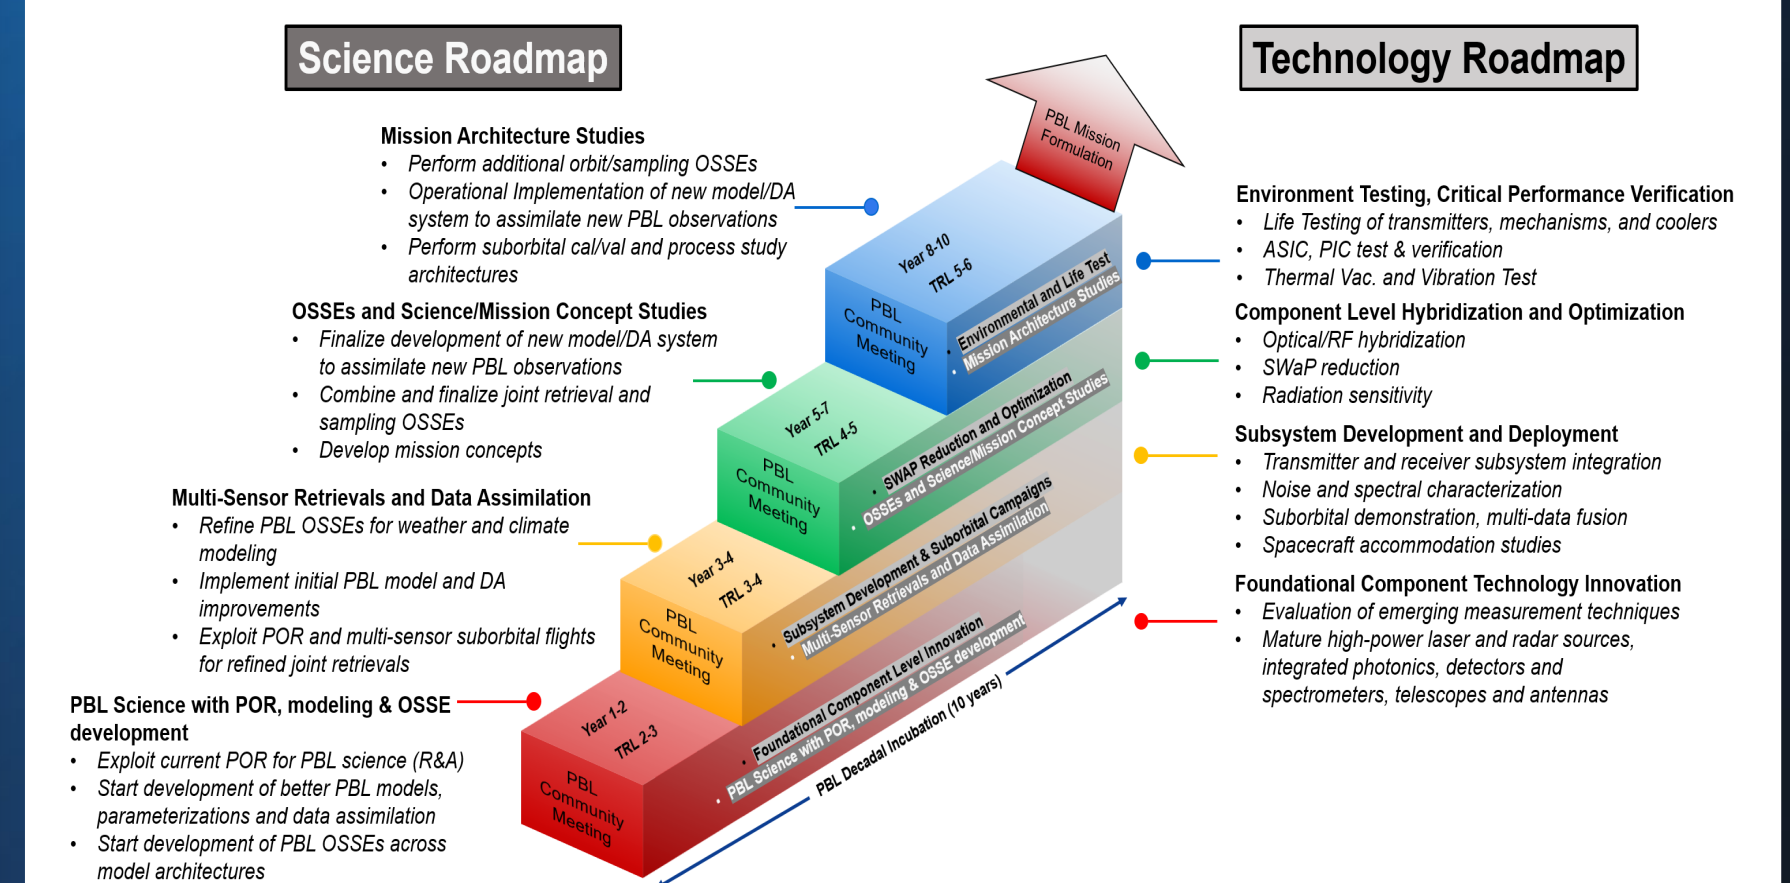 Science Roadmap
Technology Roadmap
Mission Architecture Studies
• Perform additional orbit/sampling OSSEs
• Operational Implementation of new model/DA
system to assimilate new PBL observations
• Perform suborbital cal/val and process study
architectures
OSSEs and Science/Mission Concept Studies
• Finalize development of new model/DA system
to assimilate new PBL observations
• Combine and finalize joint retrieval and
sampling OSSEs
• Develop mission concepts
Multi-Sensor Retrievals and Data Assimilation
• Refine PBL OSSEs for weather and climate
modeling
• Implement initial PBL model and DA
improvements
• Exploit POR and multi-sensor suborbital flights
for refined joint retrievals
PBL Science with POR, modeling & OSSE
development
• Exploit current POR for PBL science (R&A)
• Start development of better PBL models,
parameterizations and data assimilation
• Start development of PBL OSSEs across
model architectures
PBL Mission
Formulation
Year 8-10
TRL 5-6
PBL
Community
Meeting
• Environmental and Life Test
• Mission Architecture Studies
Year 5-7
TRL 4-5
PBL
Community
Meeting
• SWAP Reduction and Optimization
• OSSEs and Science/Mission Concept Studies
Year 3-4
TRL 3-4
PBL
Community
Meeting
• Subsystem Development & Suborbital Campaigns
• Multi-Sensor Retrievals and Data Assimilation
Year 1-2
TRL 2-3
PBL
Community
Meeting
• Foundational Component Level Innovation
• PBL Science with POR, modeling & OSSE development
PBL Decadal Incubation (10 years)
Environment Testing, Critical Performance Verification
• Life Testing of transmitters, mechanisms, and coolers
• ASIC, PIC test & verification
• Thermal Vac. and Vibration Test
Component Level Hybridization and Optimization
• Optical/RF hybridization
• SWaP reduction
• Radiation sensitivity
Subsystem Development and Deployment
• Transmitter and receiver subsystem integration
• Noise and spectral characterization
• Suborbital demonstration, multi-data fusion
• Spacecraft accommodation studies
Foundational Component Technology Innovation
• Evaluation of emerging measurement techniques
• Mature high-power laser and radar sources,
integrated photonics, detectors and
spectrometers, telescopes and antennas